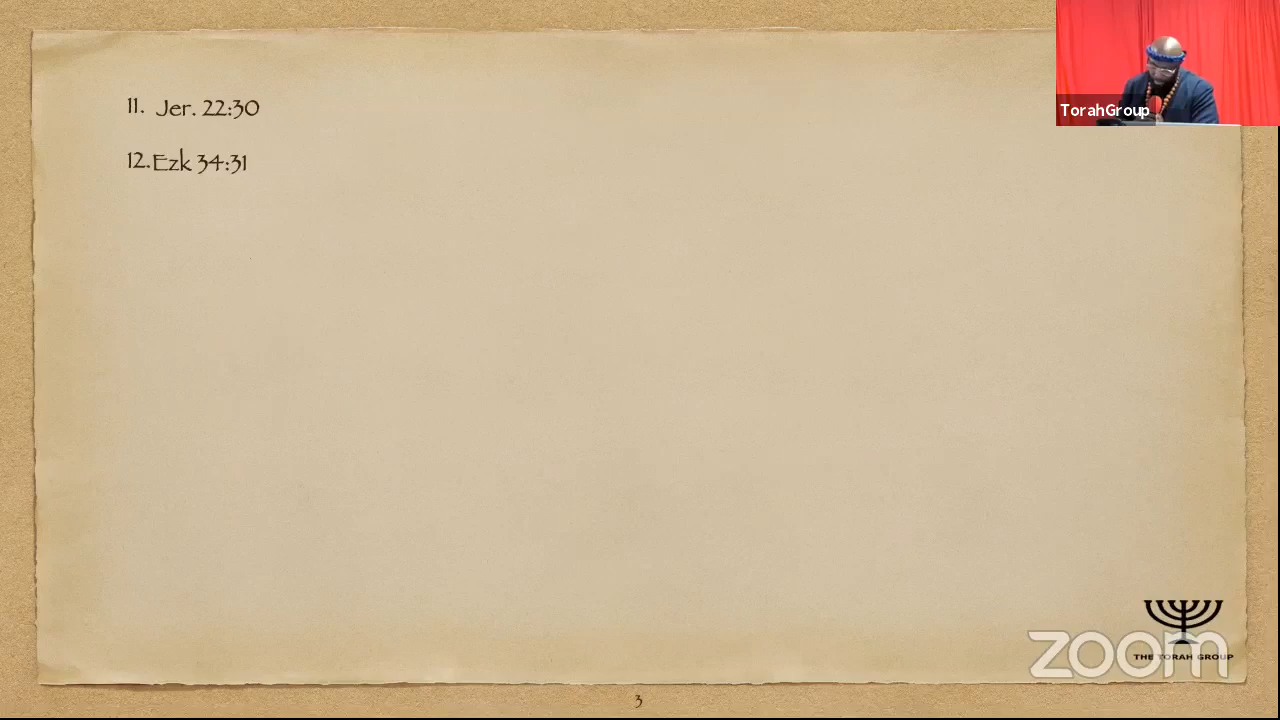 11. Jer. 22:30
TorahGroup
12. Ezk 34:31
THE TORAH GROUP
zoom
3